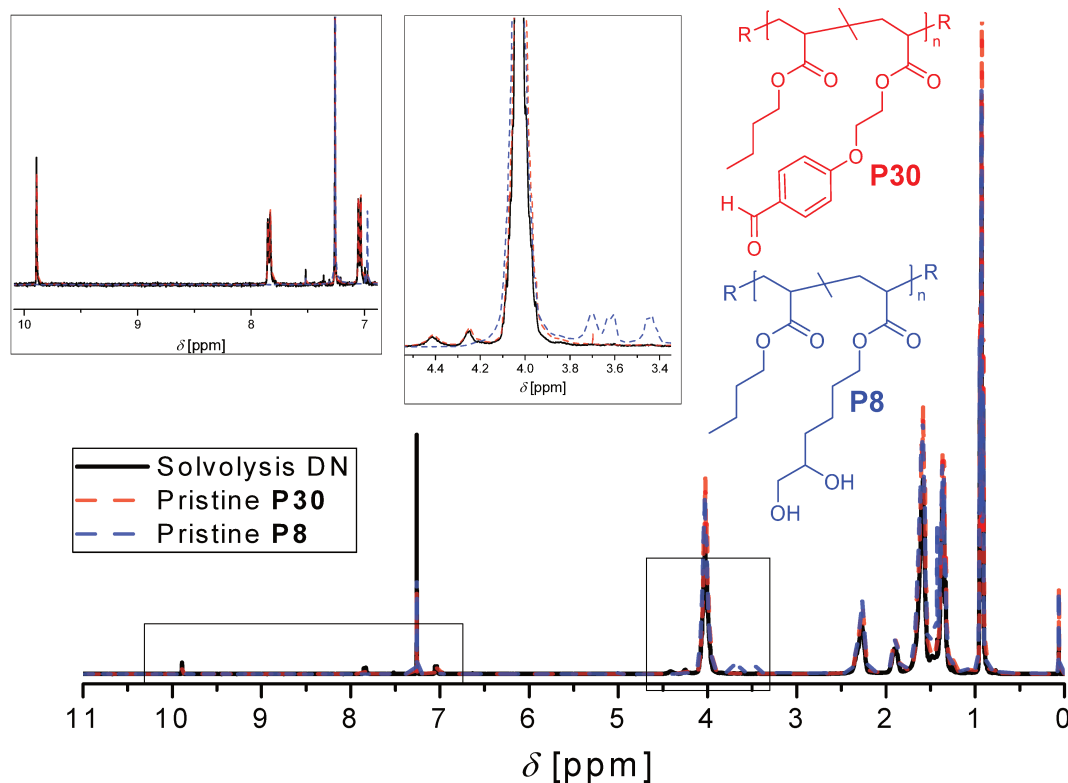 10 9 8 7
δ [ppm]
4.4 4.2 4.0 3.8 3.6 3.4
δ [ppm]
R [ ] n R
O O O O
O
P30
H
O
R [ ] n R
O O O O
P8
OH
HO
Solvolysis DN
Pristine P30
Pristine P8
11 10 9 8 7 6 5 4 3 2 1 0
δ [ppm]